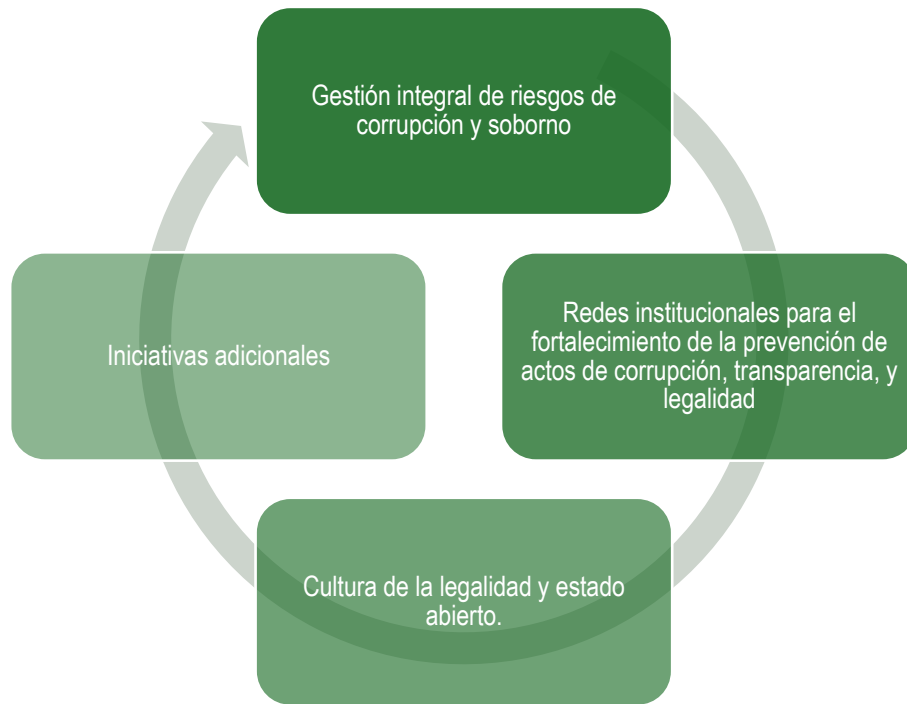 Gestión integral de riesgos de
corrupción y soborno
Redes institucionales para el
fortalecimiento de la prevención de
actos de corrupción, transparencia, y
legalidad
Cultura de la legalidad y estado
abierto.
Iniciativas adicionales